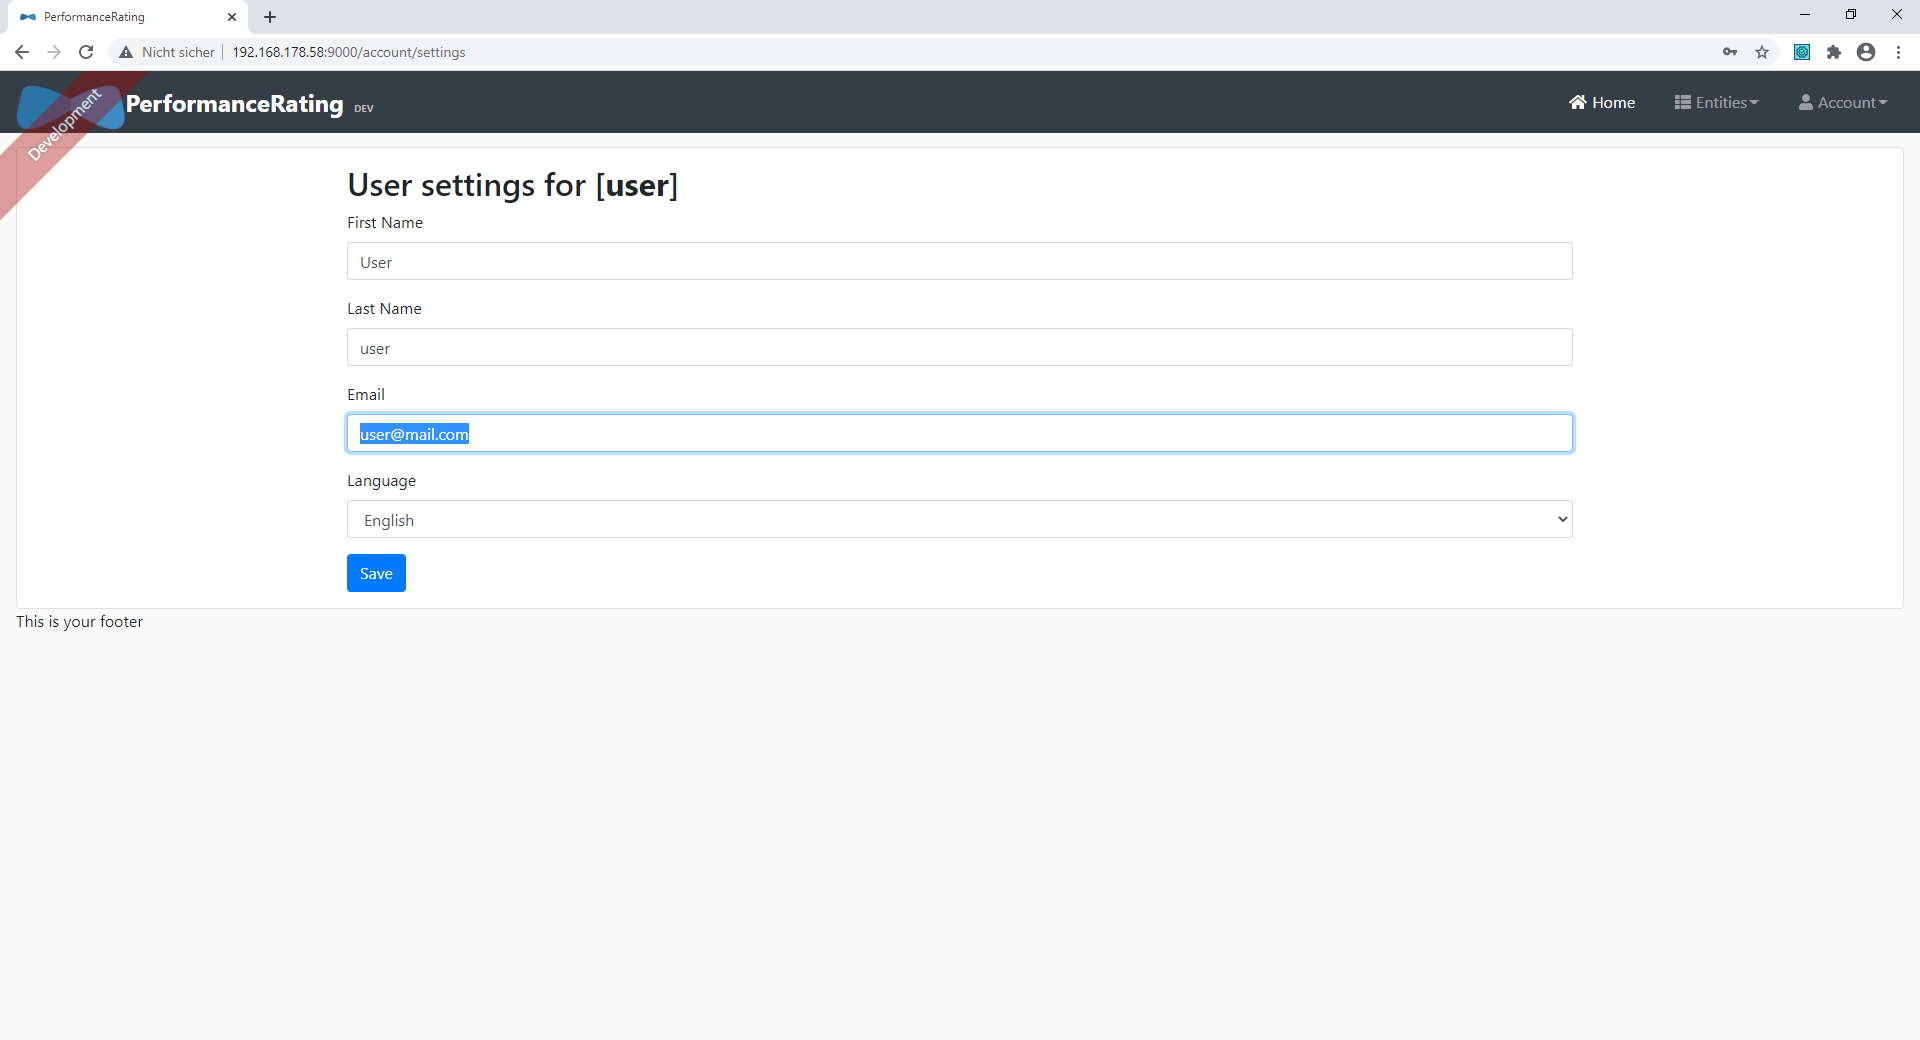 PerformanceRating
Nicht sicher 192.168.178.58:9000/account/settings
Development
PerformanceRating DEV
Home Entities Account
User settings for [user]
First Name
User
Last Name
user
Email
user@mail.com
Language
English
Save
This is your footer